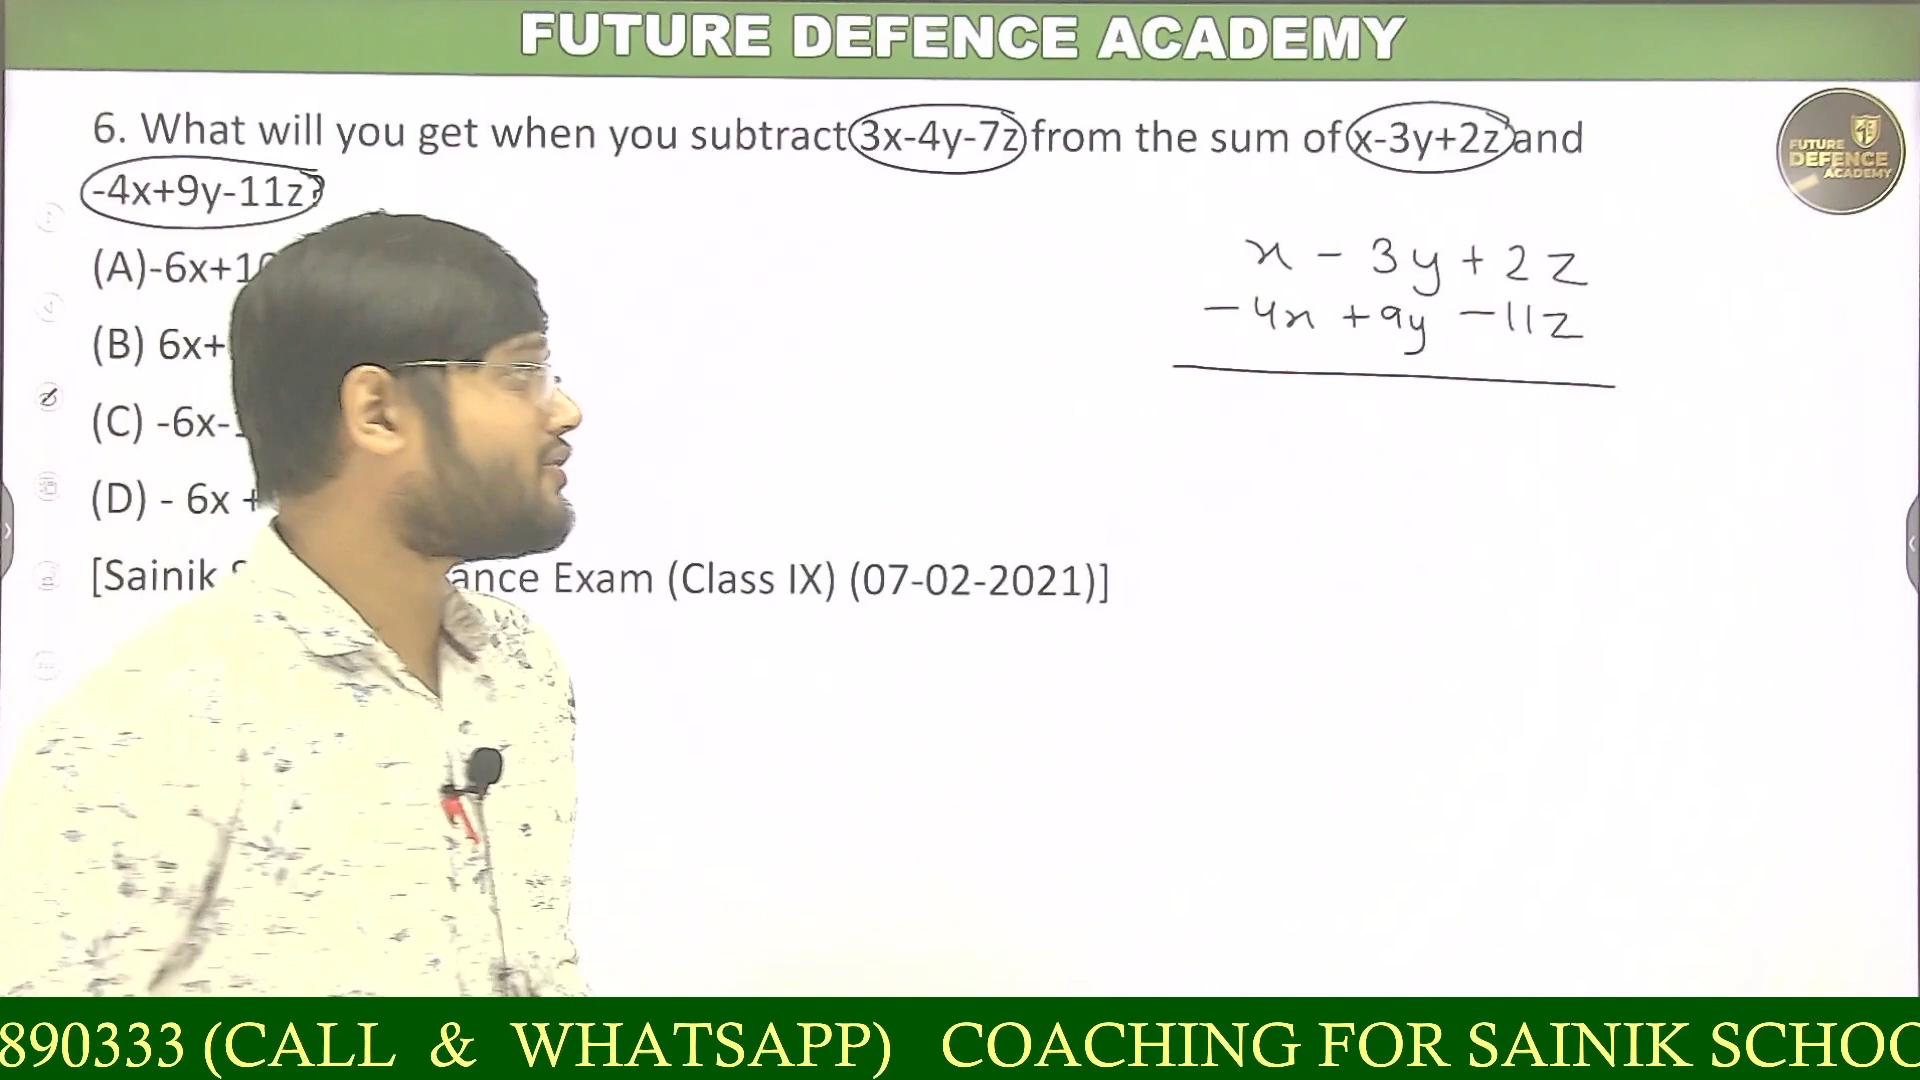 FUTURE DEFENCE ACADEMY
6. What will you get when you subtract 3x-4y-7z from the sum of x-3y+2z and
-4x+9y-11z?
FUTURE
DEFENCE
ACADEMY
x - 3y + 2z
- 4x + 9y - 11z
(A)-6x+1
(B) 6x+
(C) -6x-
(D) - 6x +
[Sainik ance Exam (Class IX) (07-02-2021)]
890333 (CALL & WHATSAPP) COACHING FOR SAINIK SCHOO